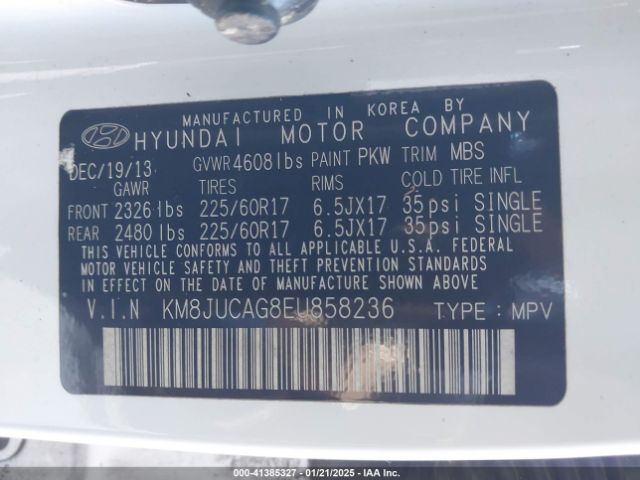 MANUFACTURED IN KOREA BY
HYUNDAI MOTOR COMPANY
DEC/19/13 GVWR 4608 lbs PAINT PKW TRIM MBS
GAWR TIRES RIMS COLD TIRE INFL
FRONT 2326 lbs 225/60R17 6.5JX17 35psi SINGLE
REAR 2480 lbs 225/60R17 6.5JX17 35psi SINGLE
THIS VEHICLE CONFORMS TO ALL APPLICABLE U.S.A. FEDERAL
MOTOR VEHICLE SAFETY AND THEFT PREVENTION STANDARDS
IN EFFECT ON THE DATE OF MANUFACTURE SHOWN ABOVE
V.I.N KM8JUCAG8EU858236 TYPE : MPV
000-41385327 - 01/21/2025 - IAAI.COM